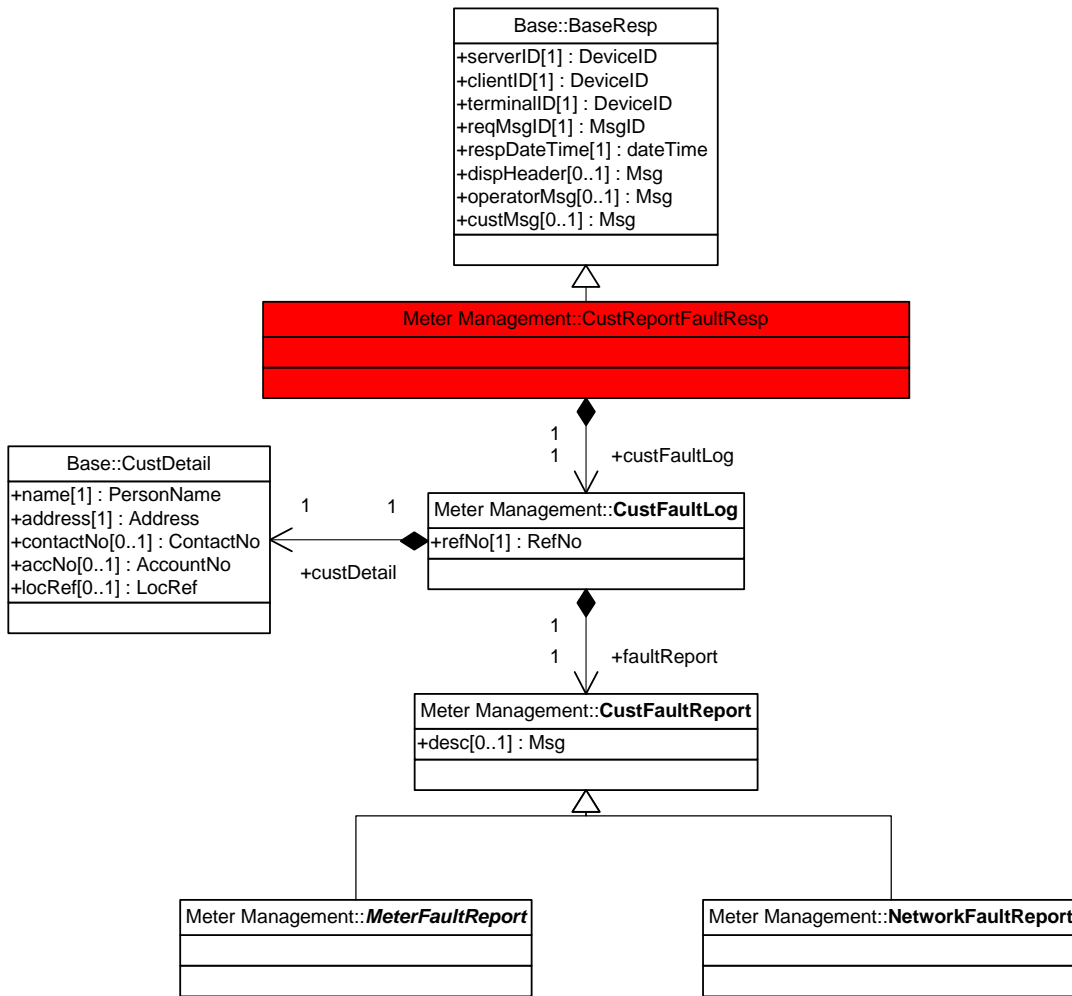 Base::BaseResp
+serverID[1] : DeviceID
+clientID[1] : DeviceID
+terminalID[1] : DeviceID
+reqMsgID[1] : MsgID
+respDateTime[1] : dateTime
+dispHeader[0..1] : Msg
+operatorMsg[0..1] : Msg
+custMsg[0..1] : Msg
Meter Management::CustReportFaultResp
1
1
+custFaultLog
Base::CustDetail
+name[1] : PersonName
+address[1] : Address
+contactNo[0..1] : ContactNo
+accNo[0..1] : AccountNo
+locRef[0..1] : LocRef
1
1
+custDetail
Meter Management::CustFaultLog
+refNo[1] : RefNo
1
1
+faultReport
Meter Management::CustFaultReport
+desc[0..1] : Msg
Meter Management::MeterFaultReport
Meter Management::NetworkFaultReport